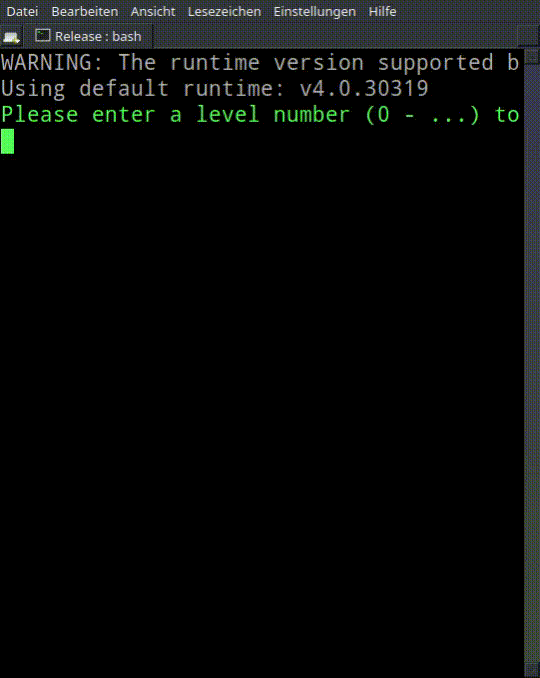 Datei Bearbeiten Ansicht Lesezeichen Einstellungen Hilfe
Release : bash
WARNING: The runtime version supported b
Using default runtime: v4.0.30319
Please enter a level number (0 - ...) to